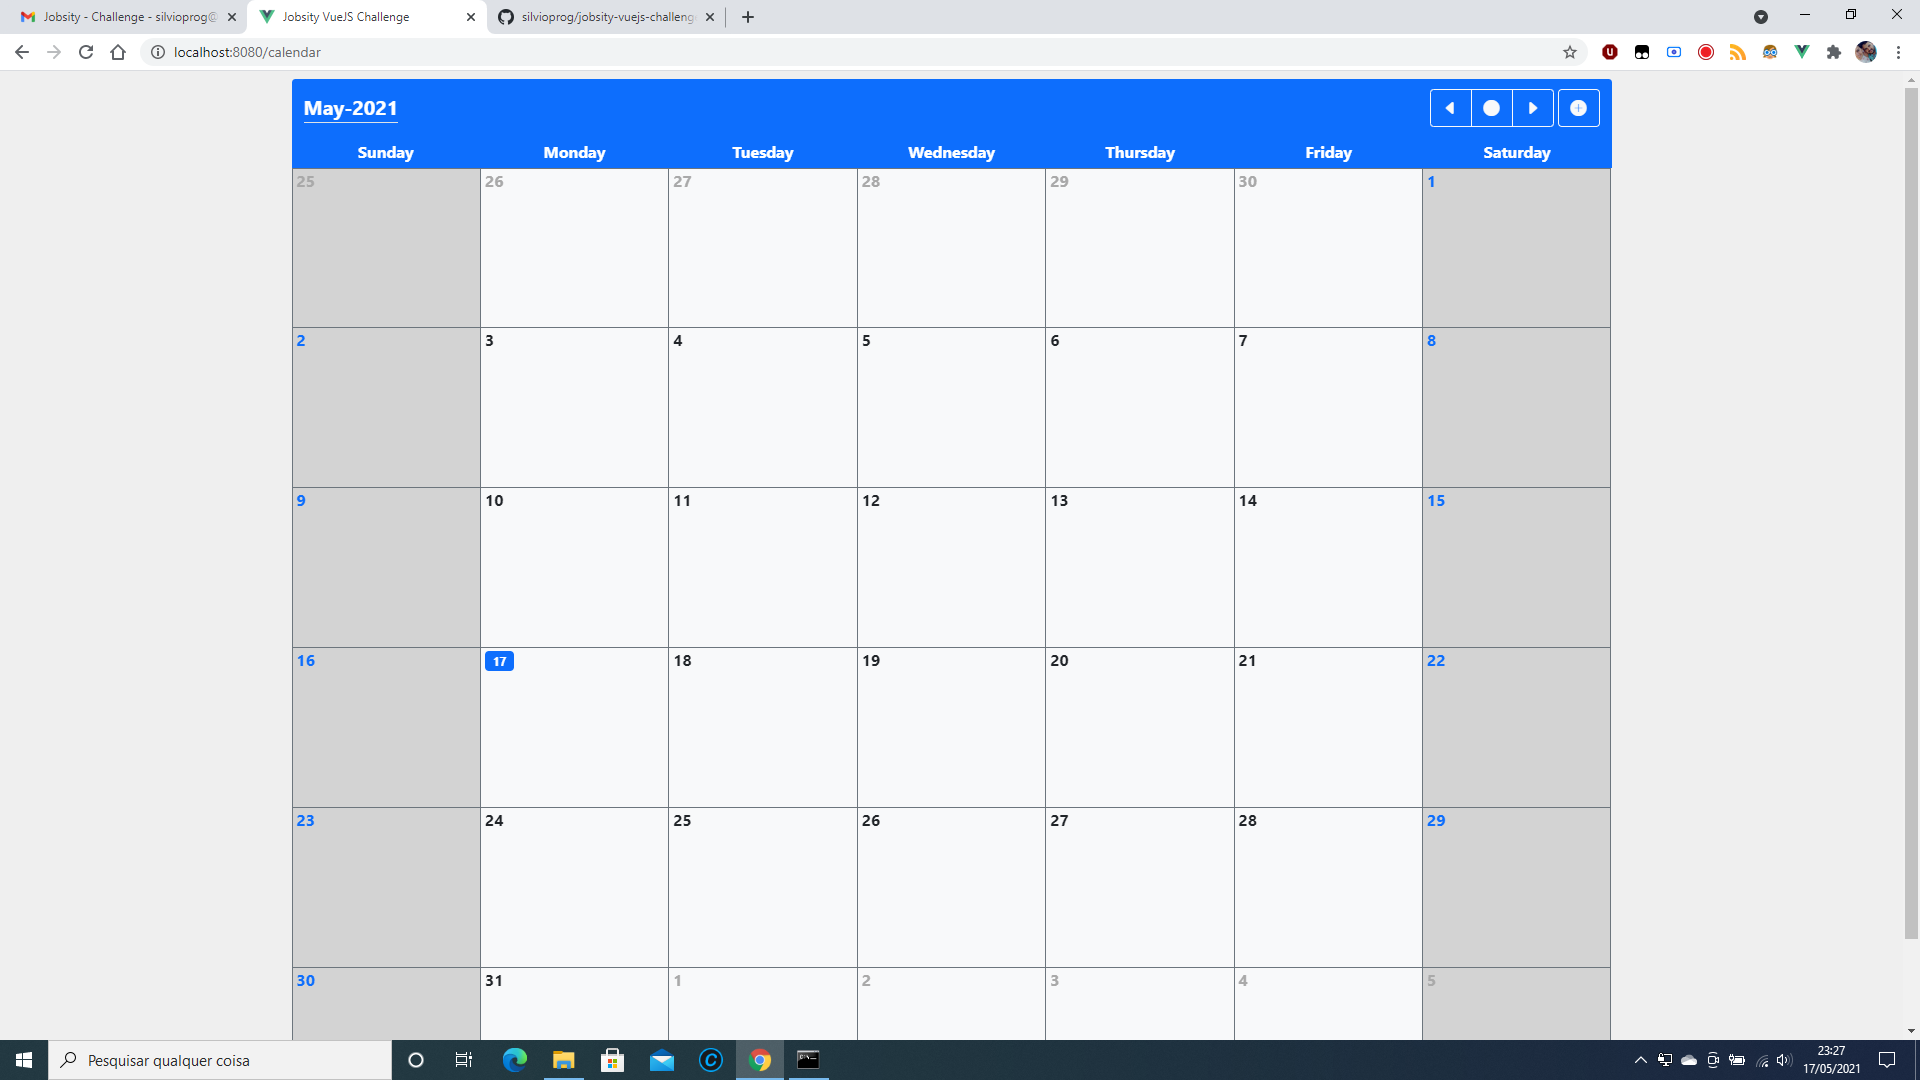 Jobsity - Challenge - silvioprog@
Jobsity VueJS Challenge
silvioprog/jobsity-vuejs-challeng
localhost:8080/calendar
May-2021
Sunday Monday Tuesday Wednesday Thursday Friday Saturday
25 26 27 28 29 30 1
2 3 4 5 6 7 8
9 10 11 12 13 14 15
16 17 18 19 20 21 22
23 24 25 26 27 28 29
30 31 1 2 3 4 5
Pesquisar qualquer coisa
23:27
17/05/2021